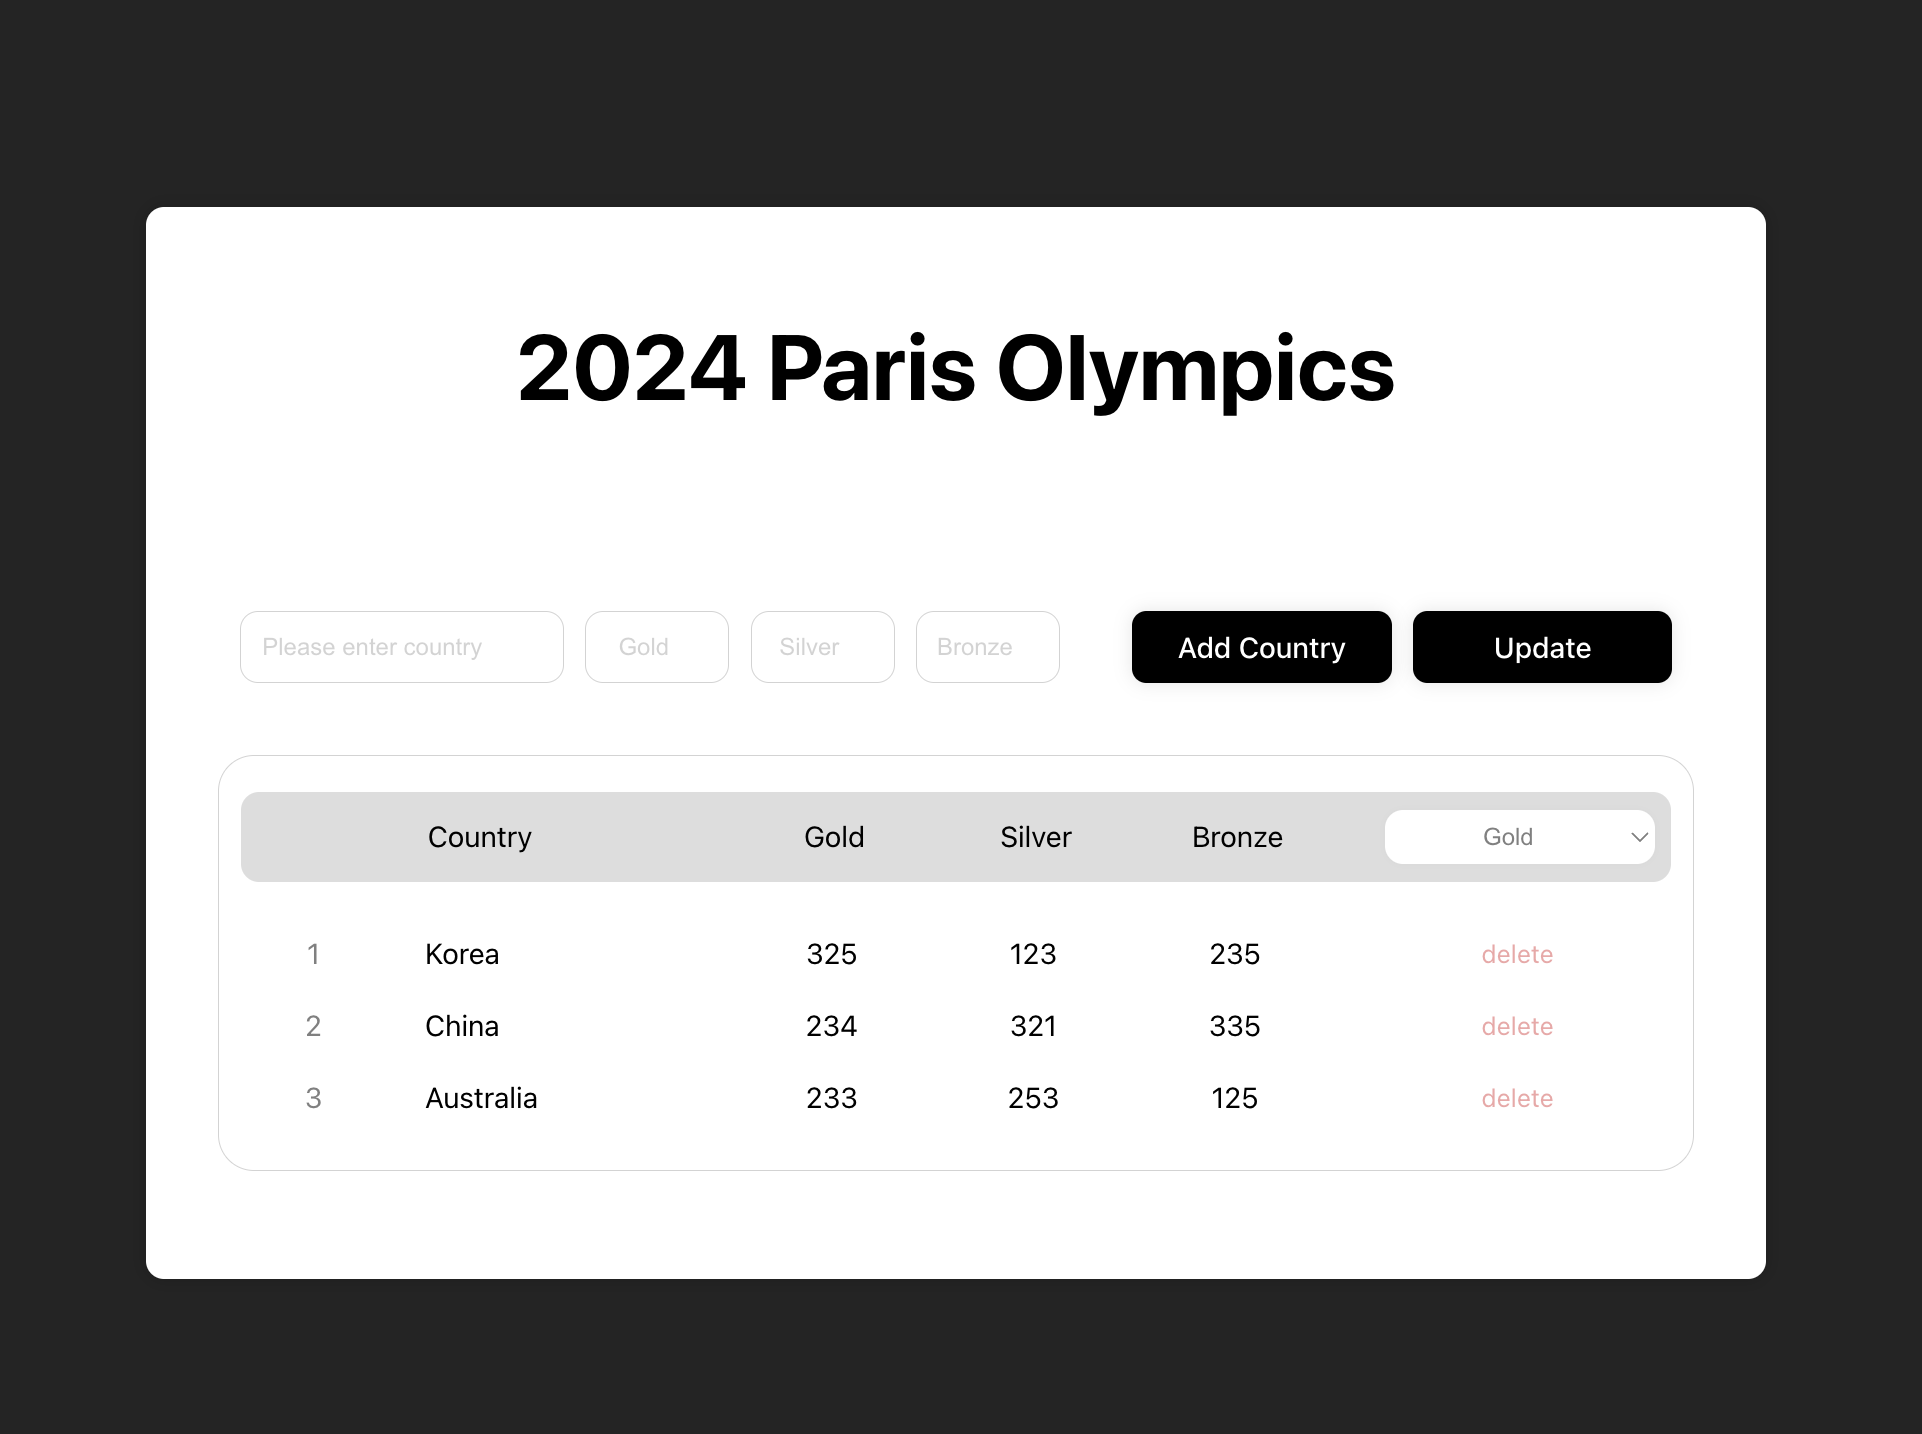 2024 Paris Olympics
Please enter country Gold Silver Bronze Add Country Update
Country Gold Silver Bronze Gold
1 Korea 325 123 235 delete
2 China 234 321 335 delete
3 Australia 233 253 125 delete